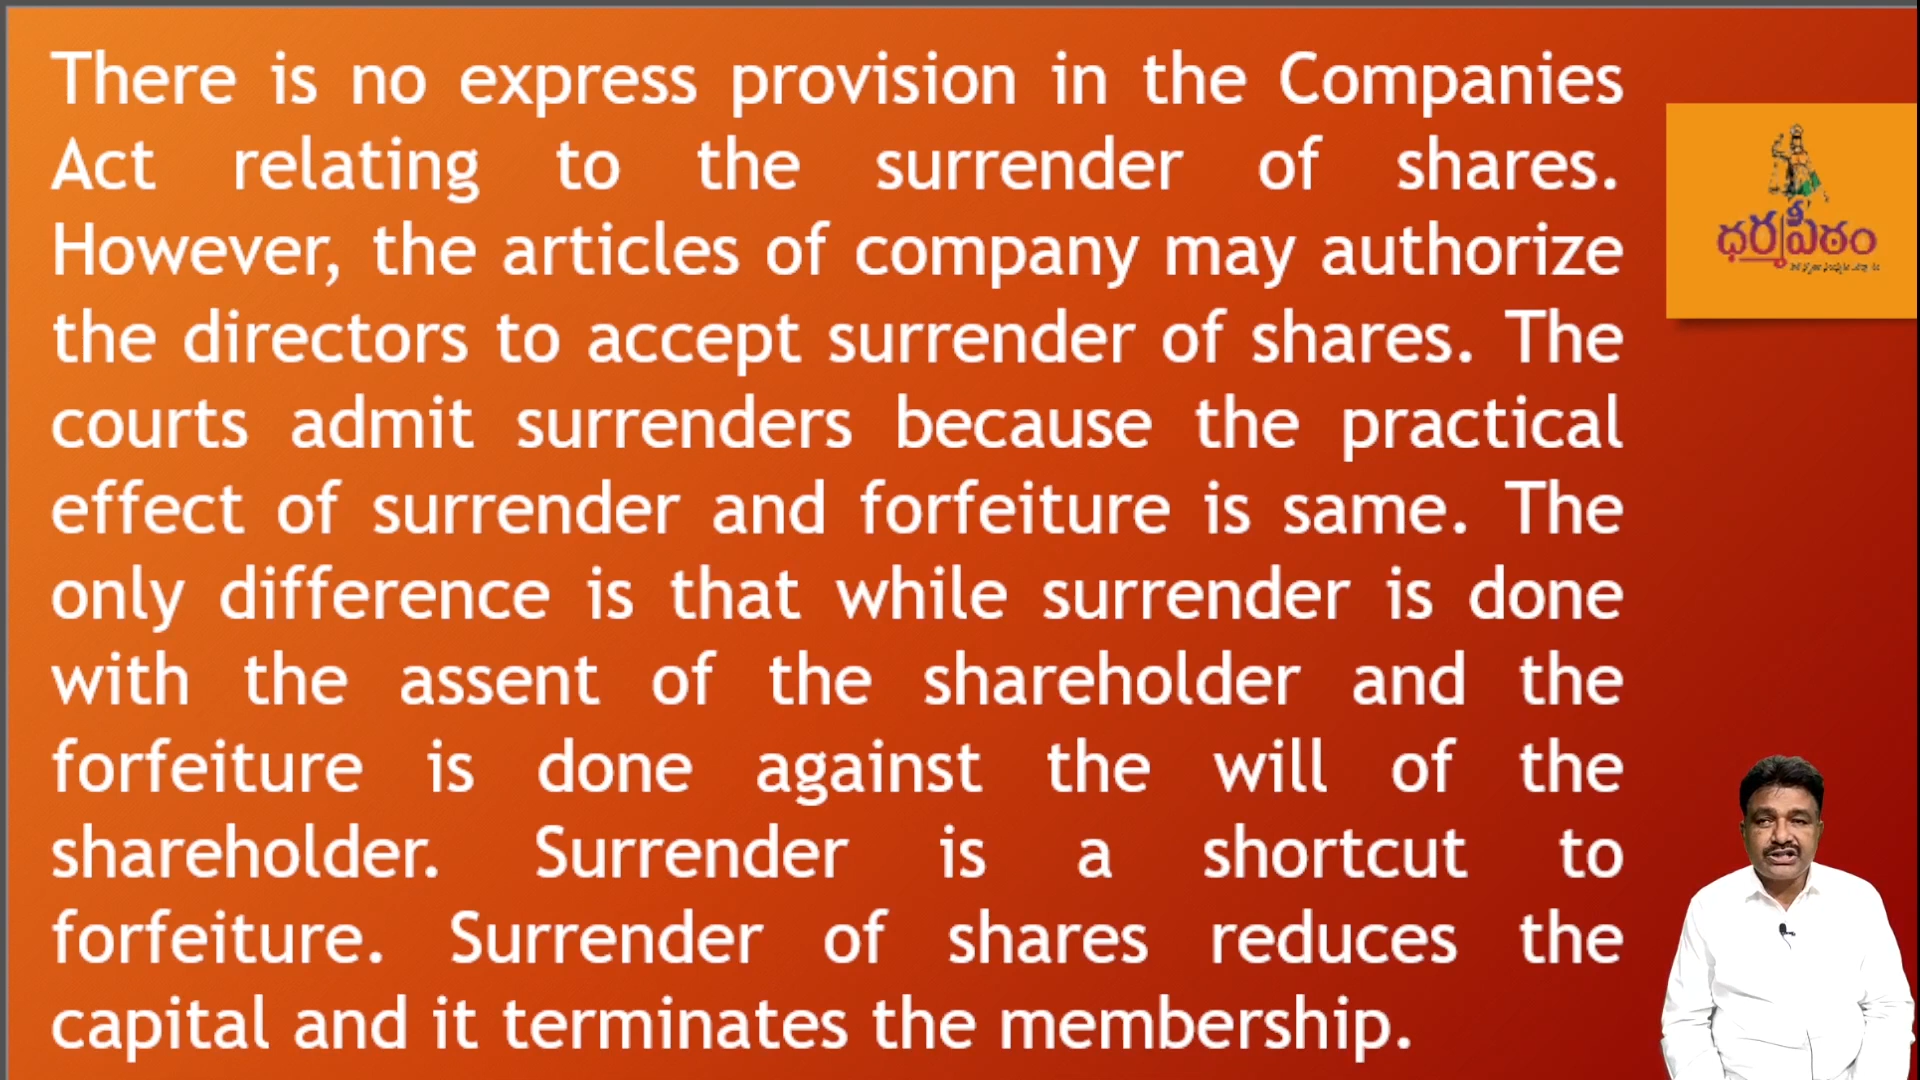 There is no express provision in the Companies
Act relating to the surrender of shares.
However, the articles of company may authorize
the directors to accept surrender of shares. The
courts admit surrenders because the practical
effect of surrender and forfeiture is same. The
only difference is that while surrender is done
with the assent of the shareholder and the
forfeiture is done against the will of the
shareholder. Surrender is a shortcut to
forfeiture. Surrender of shares reduces the
capital and it terminates the membership.
ధర్మపీఠం